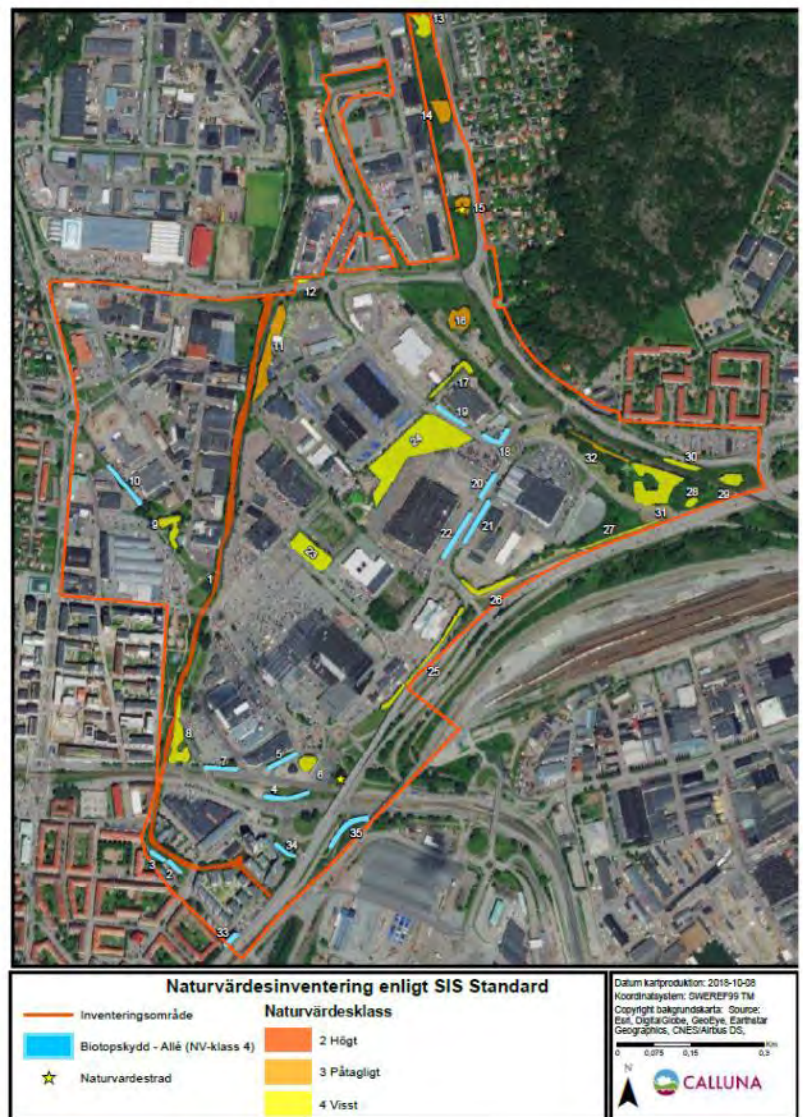 13
14
15
12
16
11
17
19
18
32
30
20
10
28
29
31
9
22
21
27
23
1
26
25
8
5
7
6
4
34
35
3
2
33
Naturvärdesinventering enligt SIS Standard
Inventeringsområde
Biotopskydd - Allé (NV-klass 4)
Naturvardestrad
Naturvärdesklass
2 Högt
3 Påtagligt
4 Visst
Datum kartproduktion: 2018-10-08
Koordinatsystem: SWEREF99 TM
Copyright bakgrundskarta: Source:
Esri, DigitalGlobe, GeoEye, Earthstar
Geographics, CNES/Airbus DS,
Km
0 0,075 0,15 0,3
N
CALLUNA